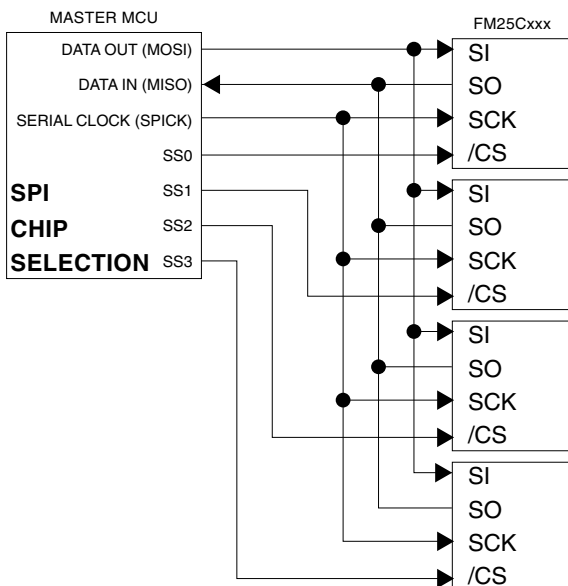 MASTER MCU
DATA OUT (MOSI)
DATA IN (MISO)
SERIAL CLOCK (SPICK)
SS0
SPI SS1
CHIP SS2
SELECTION SS3
FM25Cxxx
SI
SO
SCK
/CS
SI
SO
SCK
/CS
SI
SO
SCK
/CS
SI
SO
SCK
/CS